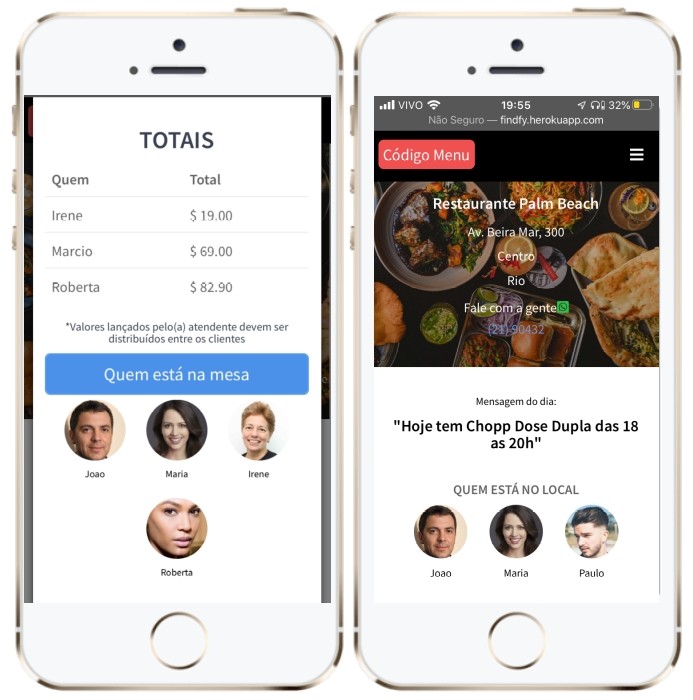 TOTAIS
Quem Total
Irene $ 19.00
Marcio $ 69.00
Roberta $ 82.90
*Valores lançados pelo(a) atendente devem ser
distribuídos entre os clientes
Quem está na mesa
Joao Maria Irene
Roberta
VIVO 19:55 32%
Não Seguro — findfy.herokuapp.com
Código Menu
Restaurante Palm Beach
Av. Beira Mar, 300
Centro
Rio
Fale com a gente
(21) 90432
Mensagem do dia:
"Hoje tem Chopp Dose Dupla das 18
as 20h"
QUEM ESTÁ NO LOCAL
Joao Maria Paulo